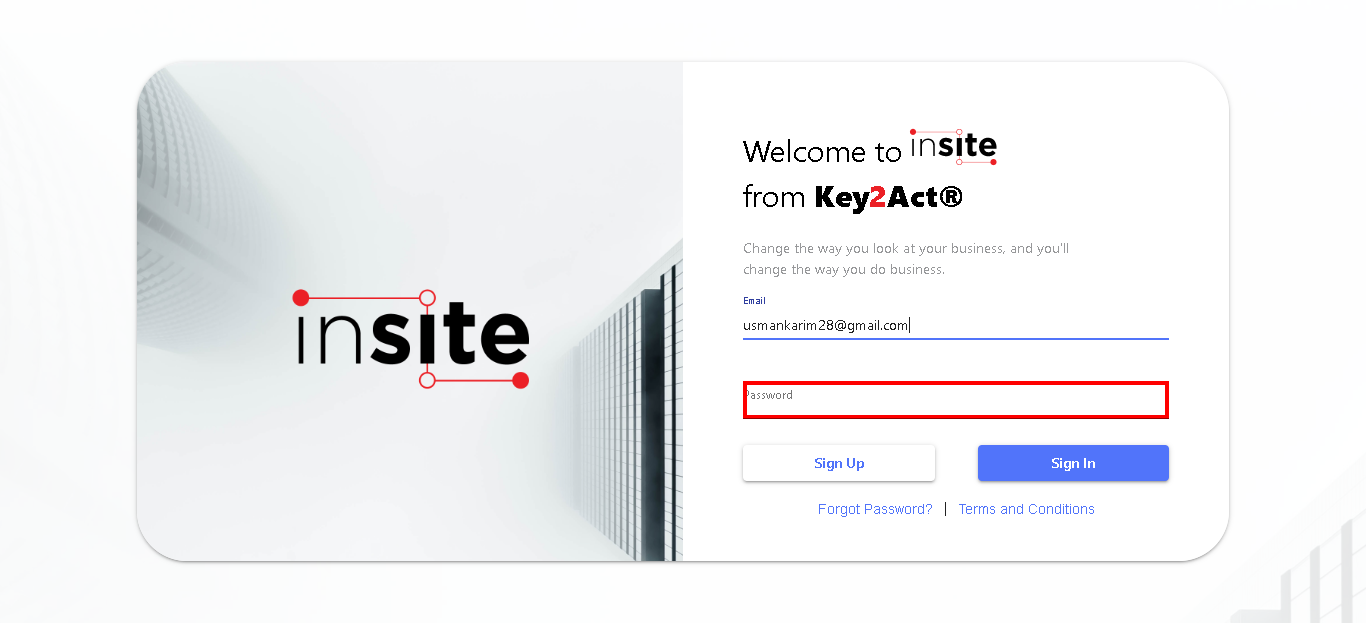 insite
Welcome to insite
from Key2Act®
Change the way you look at your business, and you'll
change the way you do business.
Email
usmankarim28@gmail.com
Password
Sign Up
Sign In
Forgot Password? | Terms and Conditions